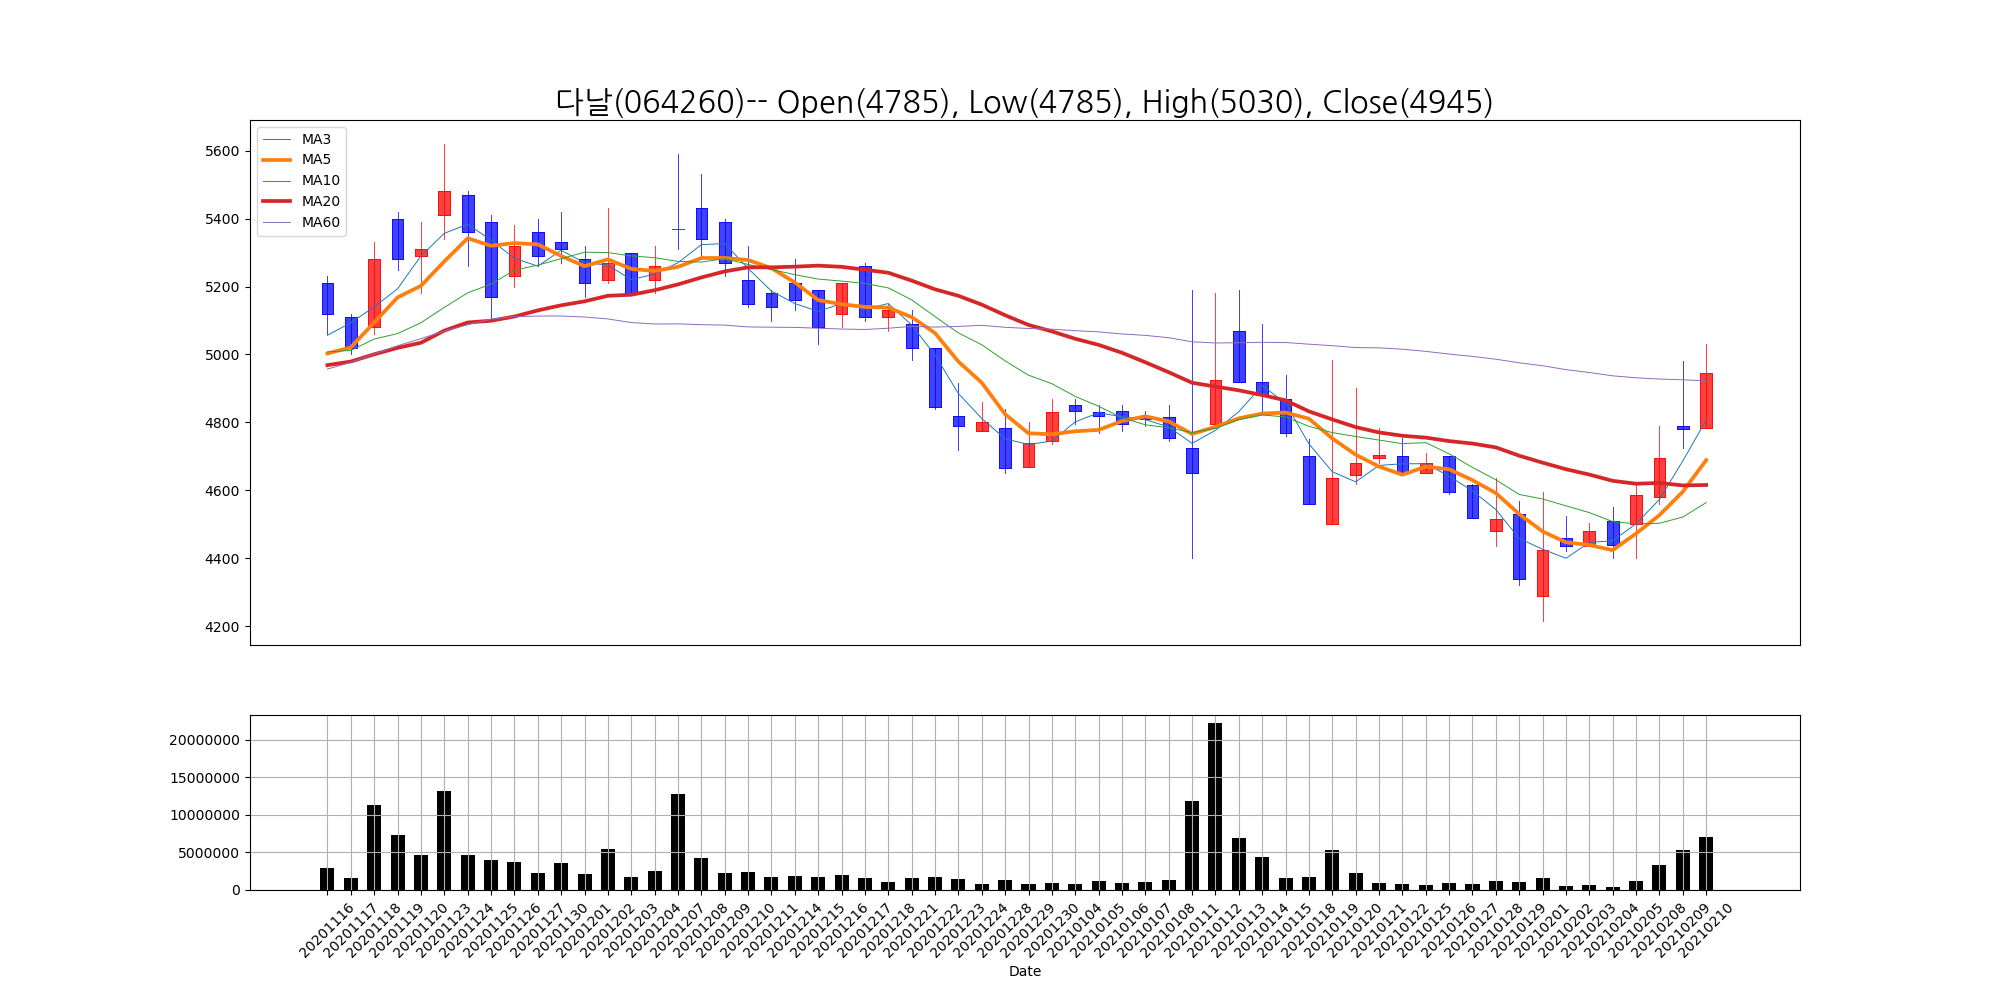 다날(064260)-- Open(4785), Low(4785), High(5030), Close(4945)
MA3
MA5
MA10
MA20
MA60
5600
5400
5200
5000
4800
4600
4400
4200
20000000
15000000
10000000
5000000
0
20201116 20201117 20201118 20201119 20201120 20201123 20201124 20201125 20201126 20201127 20201130 20201201 20201202 20201203 20201204 20201207 20201208 20201209 20201210 20201211 20201214 20201215 20201216 20201217 20201218 20201221 20201222 20201223 20201224 20201228 20201229 20201230 20210104 20210105 20210106 20210107 20210108 20210111 20210112 20210113 20210114 20210115 20210118 20210119 20210120 20210121 20210122 20210125 20210126 20210127 20210128 20210129 20210201 20210202 20210203 20210204 20210205 20210208 20210209 20210210
Date